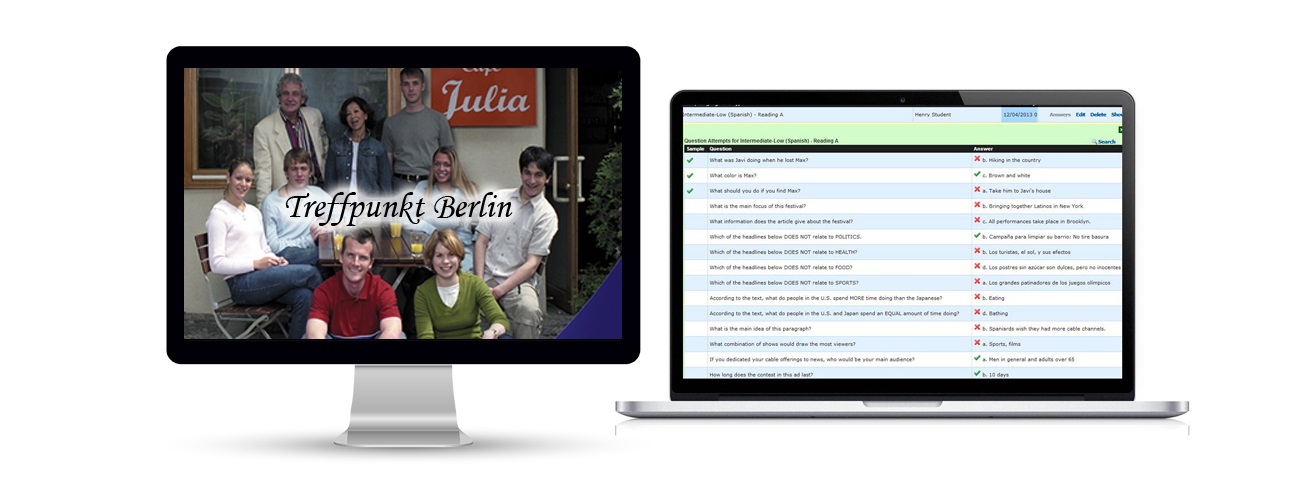 Café
Julia
Treffpunkt Berlin
Intermediate-Low (Spanish) - Reading A Henry Student 12/04/2013 0 Answers Edit Delete Sho
Question Attempts for Intermediate-Low (Spanish) - Reading A Search
Sample Question Answer
What was Javi doing when he lost Max? b. Hiking in the country
What color is Max? c. Brown and white
What should you do if you find Max? a. Take him to Javi's house
What is the main focus of this festival? b. Bringing together Latinos in New York
What information does the article give about the festival? c. All performances take place in Brooklyn.
Which of the headlines below DOES NOT relate to POLITICS. b. Campaña para limpiar su barrio: No tire basura
Which of the headlines below DOES NOT relate to HEALTH? b. Los turistas, el sol, y sus efectos
Which of the headlines below DOES NOT relate to FOOD? d. Los postres sin azúcar son dulces, pero no inocentes
Which of the headlines below DOES NOT relate to SPORTS? a. Los grandes patinadores de los juegos olímpicos
According to the text, what do people in the U.S. spend MORE time doing than the Japanese? b. Eating
According to the text, what do people in the U.S. and Japan spend an EQUAL amount of time doing? d. Bathing
What is the main idea of this paragraph? b. Spaniards wish they had more cable channels.
What combination of shows would draw the most viewers? a. Sports, films
If you dedicated your cable offerings to news, who would be your main audience? a. Men in general and adults over 65
How long does the contest in this ad last? b. 10 days